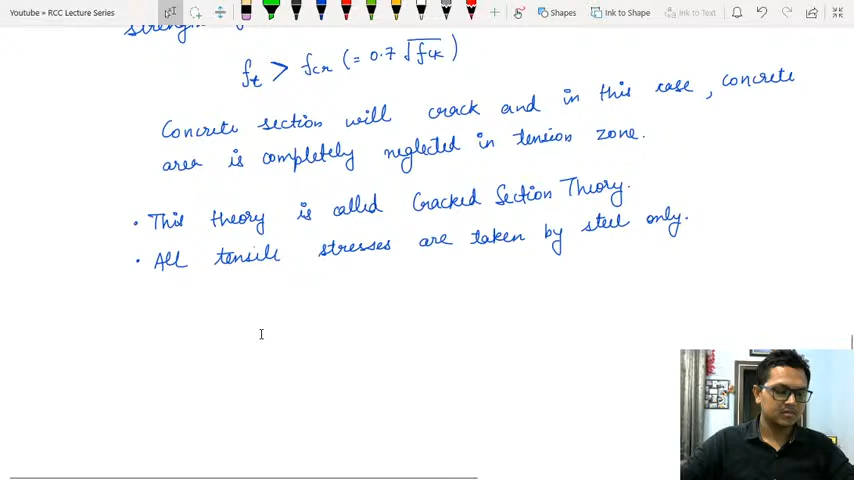 Youtube » RCC Lecture Series
Shapes
Ink to Shape
Ink to Text
strength
ft > fcr (= 0.7 √fck)
Concrete section will crack and in this case, concrete
area is completely neglected in tension zone.
• This theory is called Cracked Section Theory.
• All tensile stresses are taken by steel only.